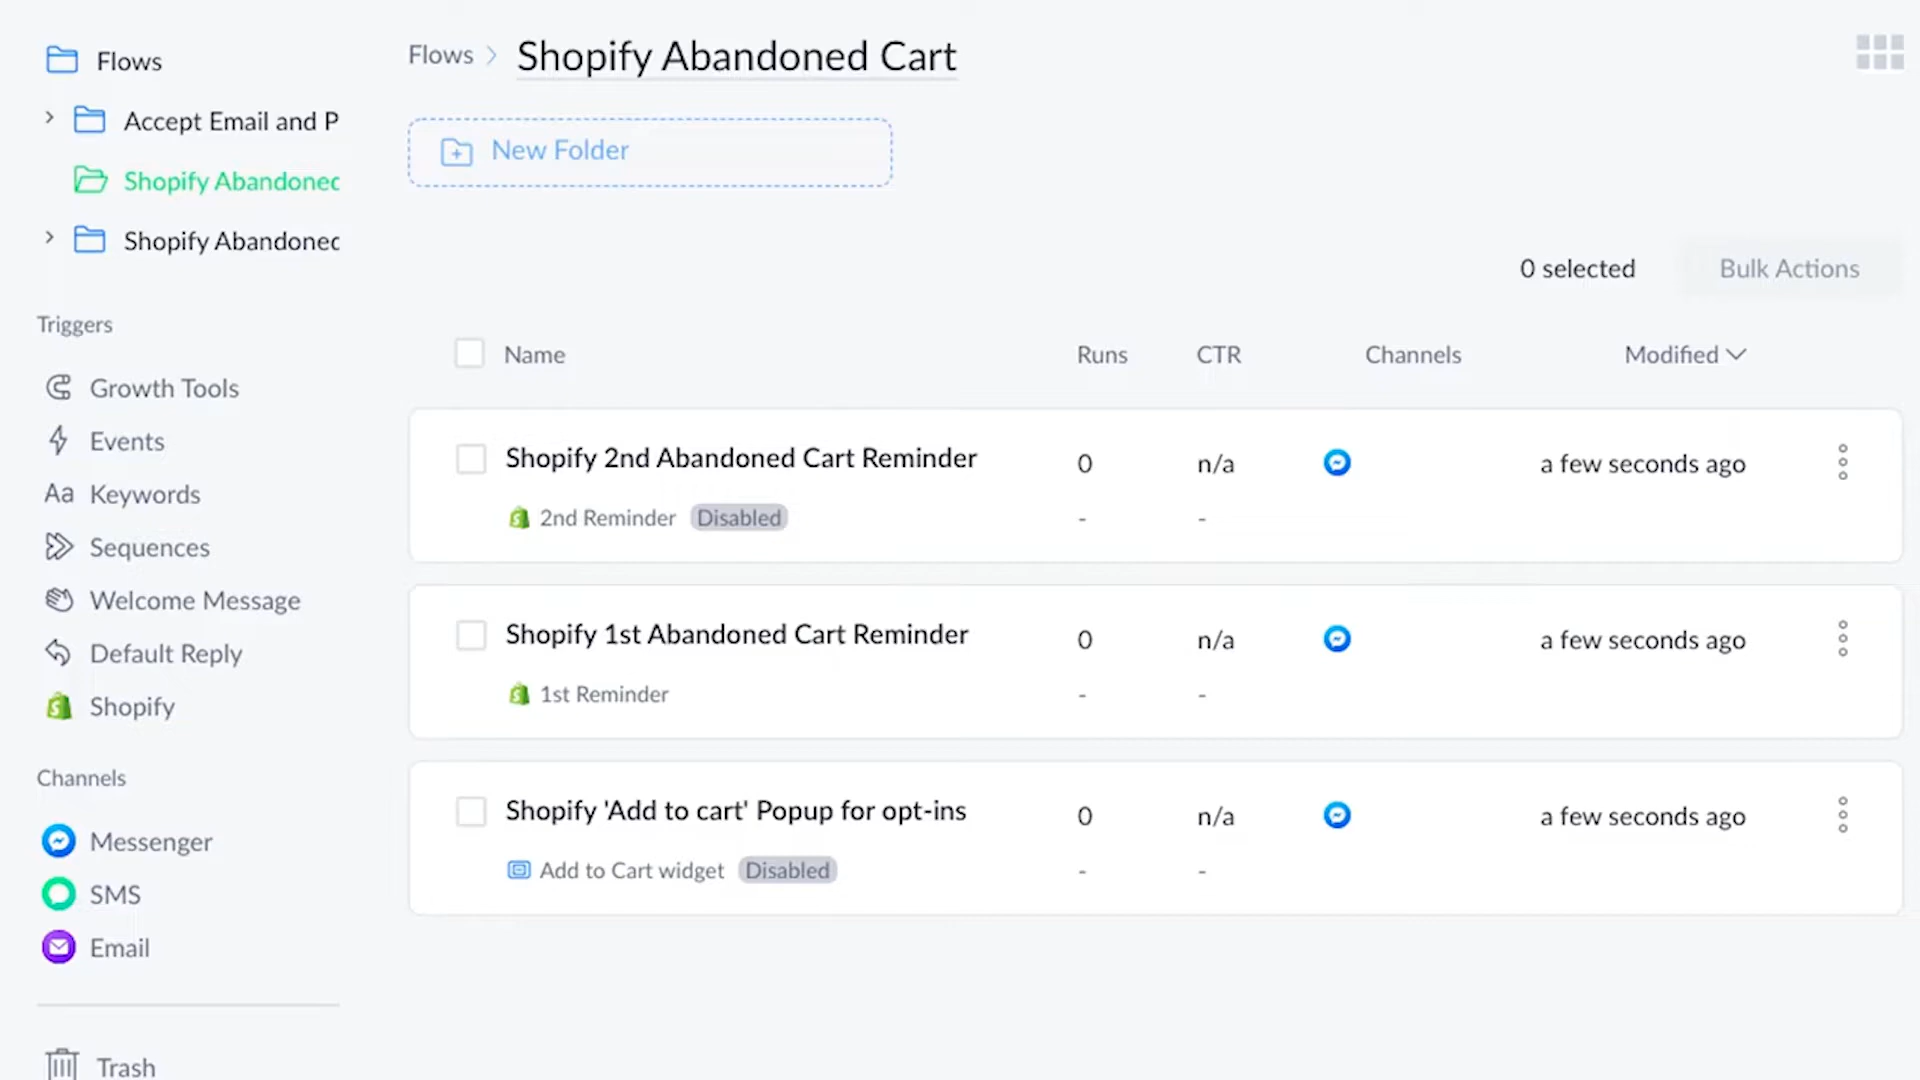 Flows
Accept Email and P
Shopify Abandoned
Shopify Abandoned
Triggers
Growth Tools
Events
Aa Keywords
Sequences
Welcome Message
Default Reply
Shopify
Channels
Messenger
SMS
Email
Trash
Flows > Shopify Abandoned Cart
New Folder
0 selected Bulk Actions
Name Runs CTR Channels Modified
Shopify 2nd Abandoned Cart Reminder 0 n/a a few seconds ago
2nd Reminder Disabled - -
Shopify 1st Abandoned Cart Reminder 0 n/a a few seconds ago
1st Reminder - -
Shopify 'Add to cart' Popup for opt-ins 0 n/a a few seconds ago
Add to Cart widget Disabled - -